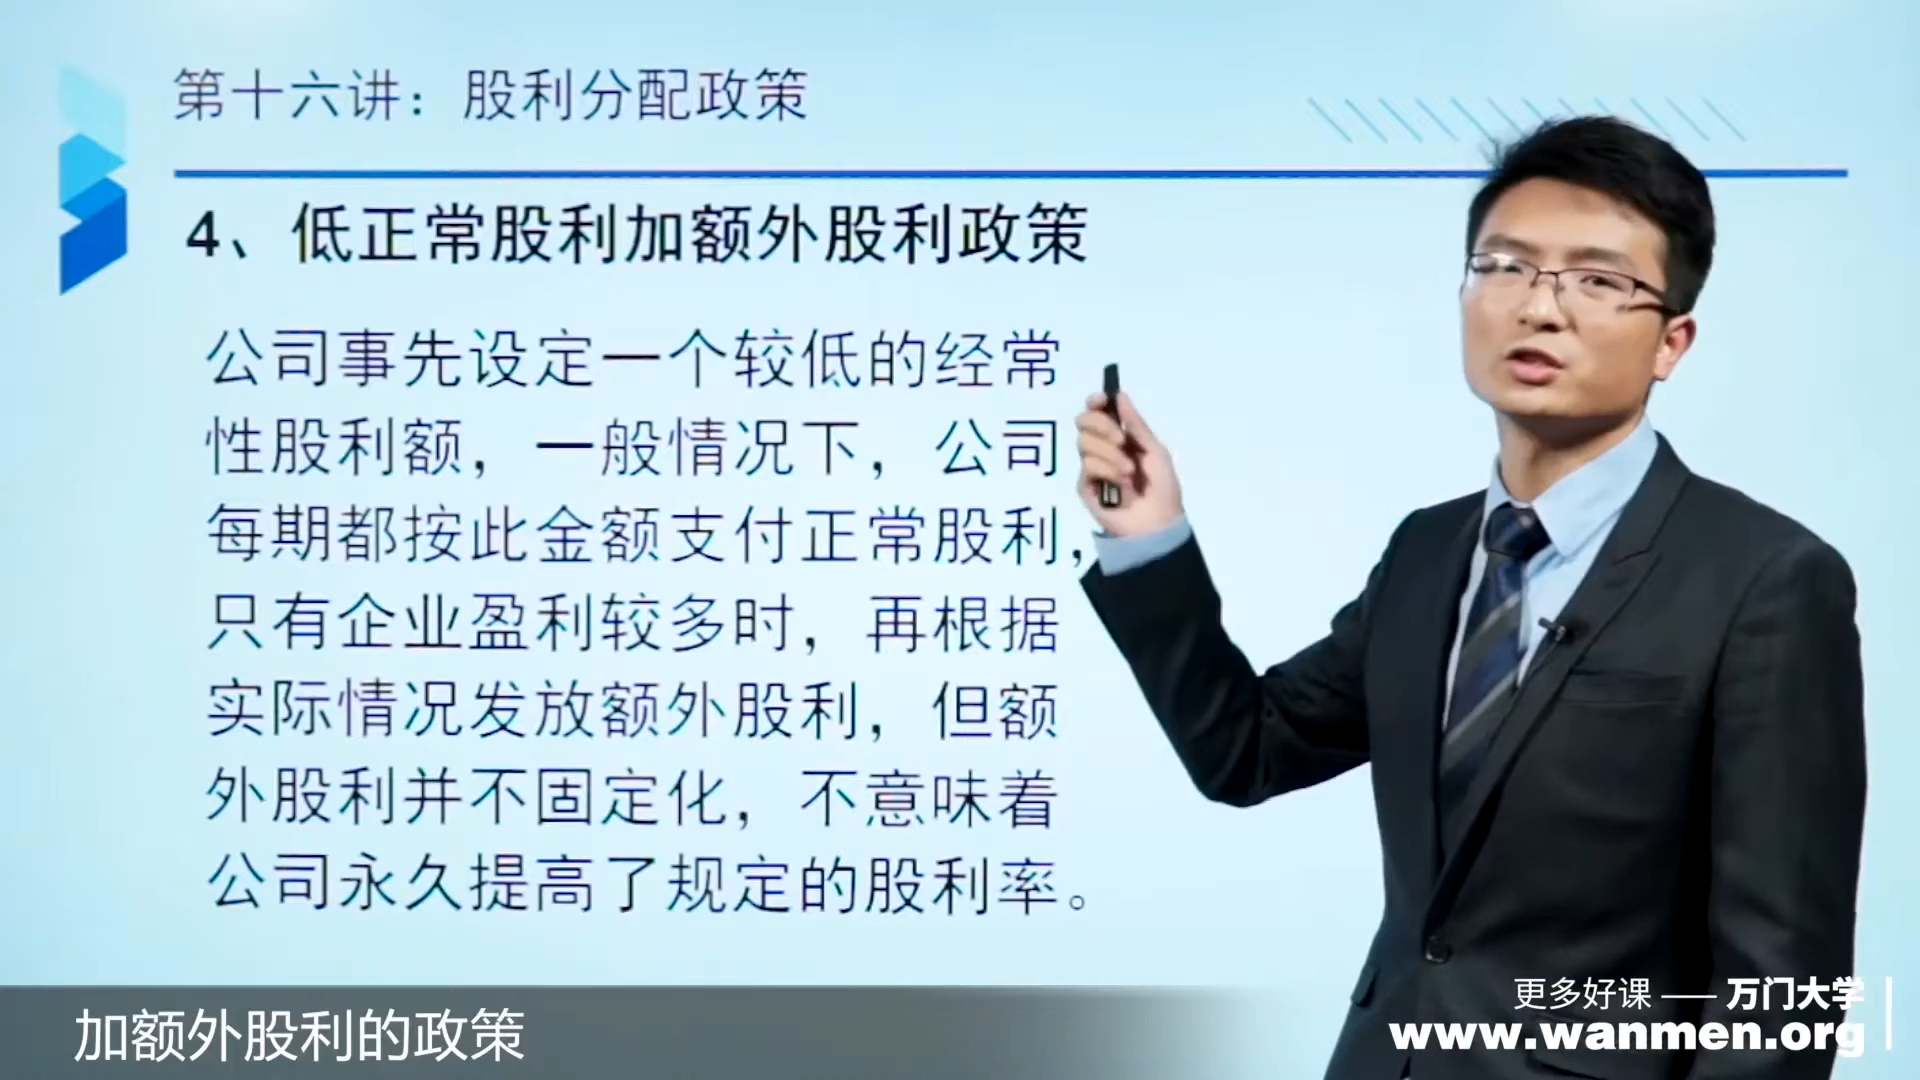 第十六讲：股利分配政策
4、低正常股利加额外股利政策
公司事先设定一个较低的经常
性股利额，一般情况下，公司
每期都按此金额支付正常股利，
只有企业盈利较多时，再根据
实际情况发放额外股利，但额
外股利并不固定化，不意味着
公司永久提高了规定的股利率。
加额外股利的政策
更多好课 —— 万门大学
www.wanmen.org